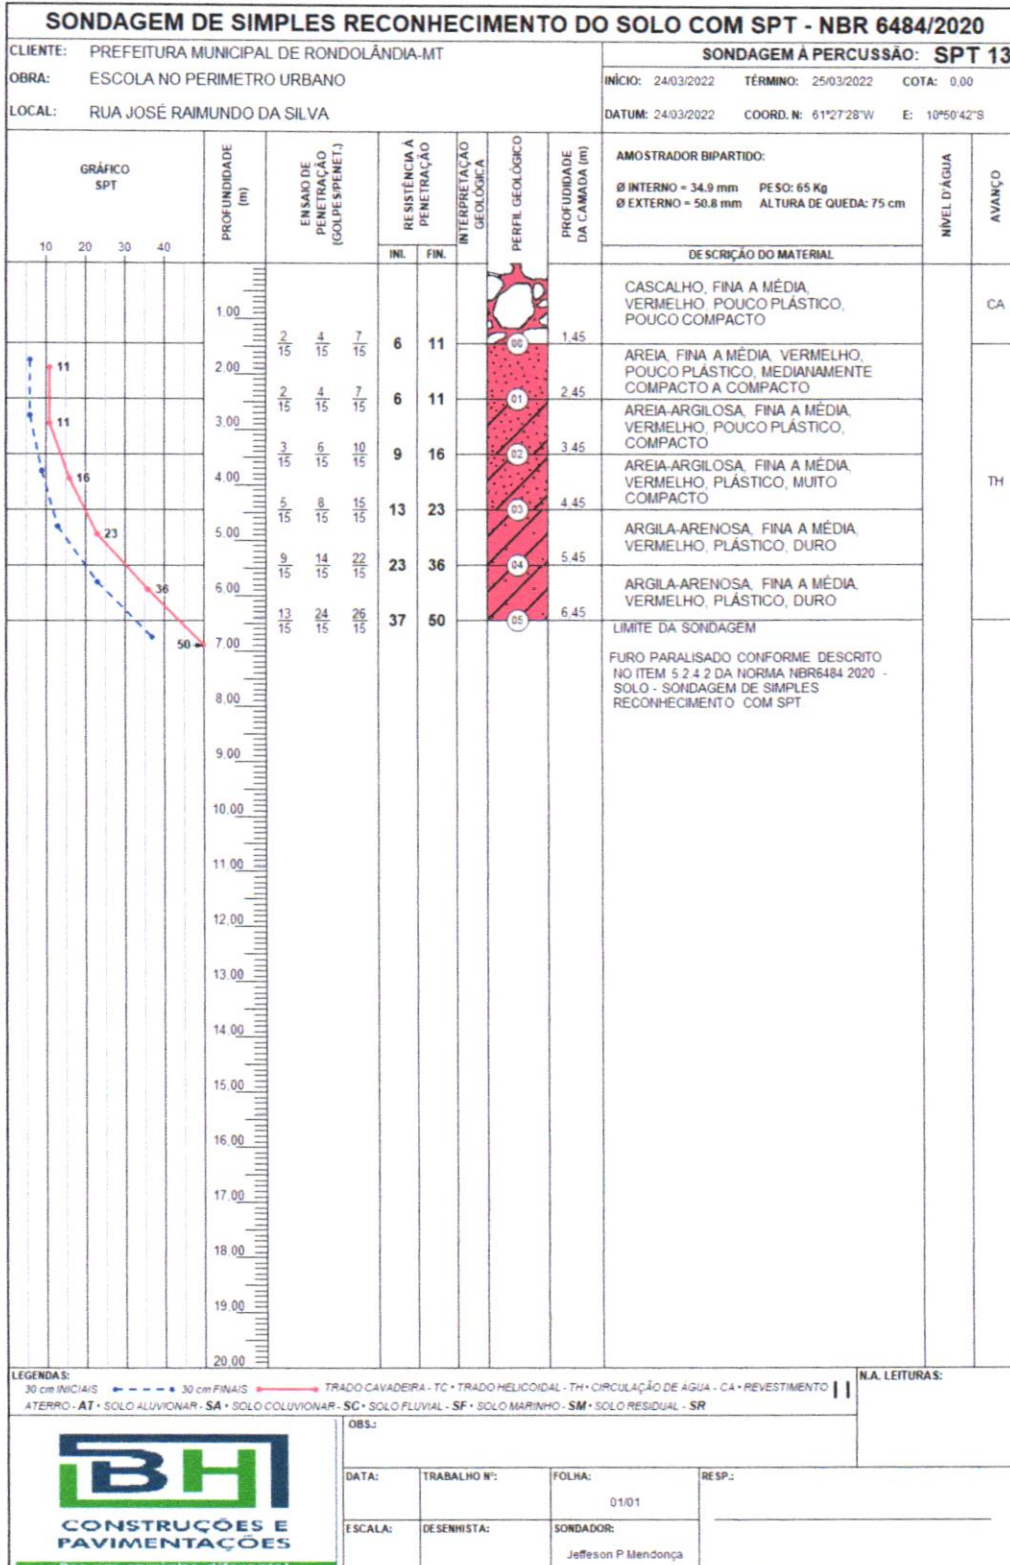 SONDAGEM DE SIMPLES RECONHECIMENTO DO SOLO COM SPT - NBR 6484/2020
CLIENTE: PREFEITURA MUNICIPAL DE RONDOLÂNDIA-MT
OBRA: ESCOLA NO PERIMETRO URBANO
LOCAL: RUA JOSÉ RAIMUNDO DA SILVA
SONDAGEM À PERCUSSÃO: SPT 13
INÍCIO: 24/03/2022 TÉRMINO: 25/03/2022 COTA: 0,00
DATUM: 24/03/2022 COORD. N: 61°27'28"W E: 10°50'42"S
GRÁFICO
SPT
10 20 30 40
PROFUNDIDADE
(m)
ENSAIO DE
PENETRAÇÃO
(GOLPES/PENET.)
RESISTÊNCIA À
PENETRAÇÃO
INI. FIN.
INTERPRETAÇÃO
GEOLÓGICA
PERFIL GEOLÓGICO
PROFUDIDADE
DA CAMADA (m)
AMOSTRADOR BIPARTIDO:
Ø INTERNO = 34.9 mm PESO: 65 Kg
Ø EXTERNO = 50.8 mm ALTURA DE QUEDA: 75 cm
DESCRIÇÃO DO MATERIAL
NÍVEL D'ÁGUA
AVANÇO
CASCALHO, FINA A MÉDIA,
VERMELHO, POUCO PLÁSTICO,
POUCO COMPACTO
CA
1,00
2/15 4/15 7/15 6 11 00 1,45
AREIA, FINA A MÉDIA, VERMELHO,
POUCO PLÁSTICO, MEDIANAMENTE
COMPACTO A COMPACTO
11 2,00
2/15 4/15 7/15 6 11 01 2,45
AREIA-ARGILOSA, FINA A MÉDIA,
VERMELHO, POUCO PLÁSTICO,
COMPACTO
11 3,00
3/15 6/15 10/15 9 16 02 3,45
AREIA-ARGILOSA, FINA A MÉDIA,
VERMELHO, PLÁSTICO, MUITO
COMPACTO
TH
16 4,00
5/15 8/15 15/15 13 23 03 4,45
ARGILA-ARENOSA, FINA A MÉDIA,
VERMELHO, PLÁSTICO, DURO
23 5,00
9/15 14/15 22/15 23 36 04 5,45
ARGILA-ARENOSA, FINA A MÉDIA,
VERMELHO, PLÁSTICO, DURO
36 6,00
13/15 24/15 26/15 37 50 05 6,45
LIMITE DA SONDAGEM
50 7,00
FURO PARALISADO CONFORME DESCRITO
NO ITEM 5.2.4.2 DA NORMA NBR6484 2020 -
SOLO - SONDAGEM DE SIMPLES
RECONHECIMENTO COM SPT
8,00
9,00
10,00
11,00
12,00
13,00
14,00
15,00
16,00
17,00
18,00
19,00
20,00
LEGENDAS:
30 cm INICIAIS 30 cm FINAIS TRADO CAVADEIRA - TC • TRADO HELICOIDAL - TH • CIRCULAÇÃO DE ÁGUA - CA • REVESTIMENTO
ATERRO - AT • SOLO ALUVIONAR - SA • SOLO COLUVIONAR - SC • SOLO FLUVIAL - SF • SOLO MARINHO - SM • SOLO RESIDUAL - SR
N.A. LEITURAS:
BH
CONSTRUÇÕES E
PAVIMENTAÇÕES
OBS.:
DATA: TRABALHO Nº: FOLHA: RESP.:
01/01
ESCALA: DESENHISTA: SONDADOR:
Jeffeson P Mendonça